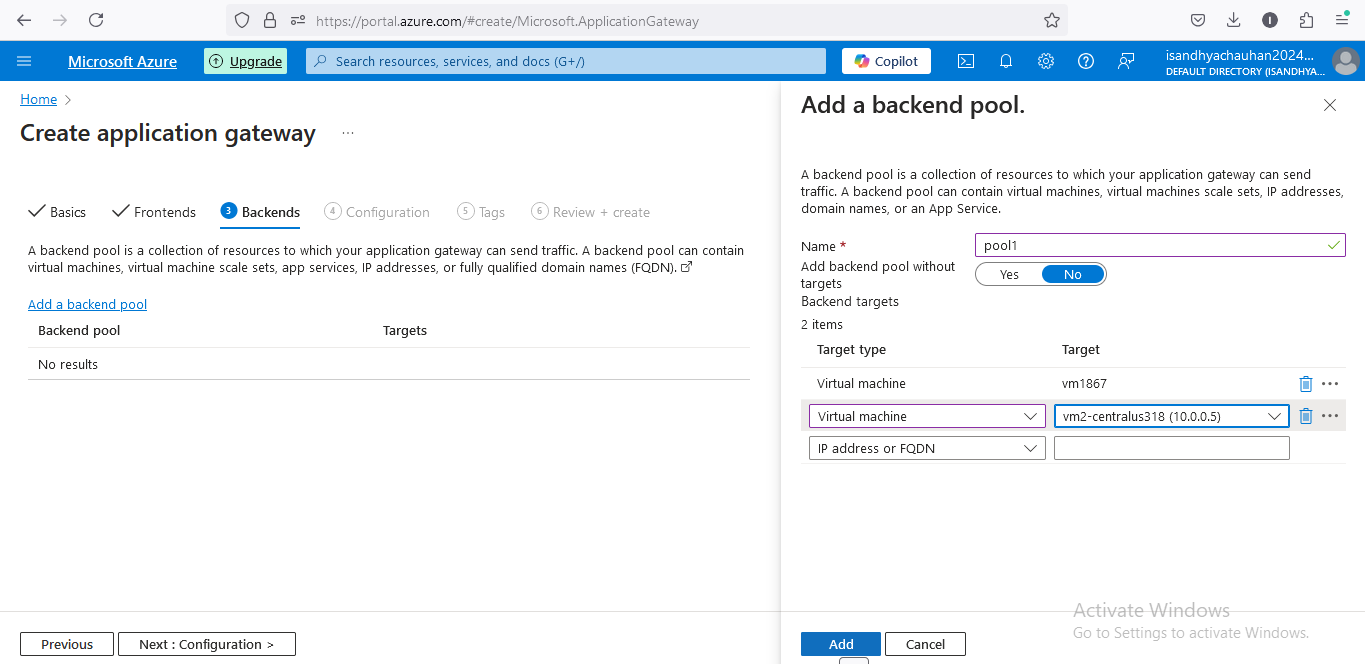 https://portal.azure.com/#create/Microsoft.ApplicationGateway
Microsoft Azure
Upgrade
Search resources, services, and docs (G+/)
Copilot
isandhyachauhan2024...
DEFAULT DIRECTORY (ISANDHYA...
Home
Create application gateway
...
Basics
Frontends
3 Backends
4 Configuration
5 Tags
6 Review + create
A backend pool is a collection of resources to which your application gateway can send traffic. A backend pool can contain
virtual machines, virtual machine scale sets, app services, IP addresses, or fully qualified domain names (FQDN).
Add a backend pool
Backend pool Targets
No results
Previous
Next : Configuration >
Add a backend pool.
A backend pool is a collection of resources to which your application gateway can send
traffic. A backend pool can contain virtual machines, virtual machines scale sets, IP addresses,
domain names, or an App Service.
Name * pool1
Add backend pool without
targets
Yes No
Backend targets
2 items
Target type Target
Virtual machine vm1867
Virtual machine vm2-centralus318 (10.0.0.5)
IP address or FQDN
Activate Windows
Go to Settings to activate Windows.
Add
Cancel